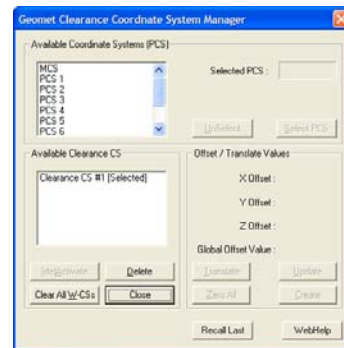 Geomet Clearance Coordnate System Manager
Available Coordinate Systems (PCS)
MCS
PCS 1
PCS 2
PCS 3
PCS 4
PCS 5
PCS 6
Selected PCS :
UnSelect
Select PCS
Available Clearance CS
Clearance CS #1 [Selected]
Offset / Translate Values
X Offset :
Y Offset :
Z Offset :
Global Offset Value :
Delete
Translate
Update
Clear All W-CSs
Close
Zero All
Create
Recall Last
WebHelp